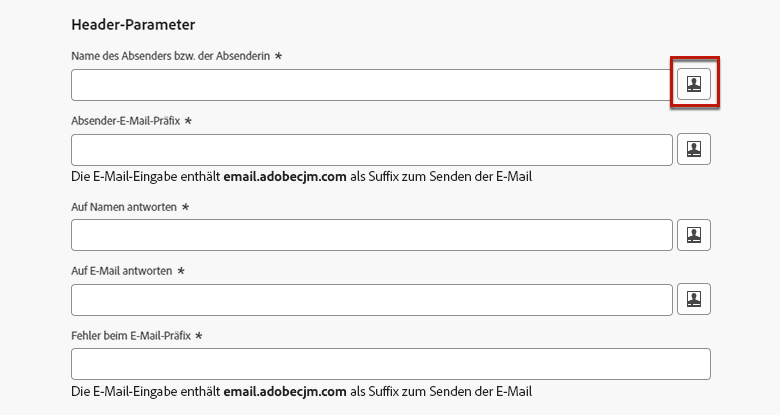 Header-Parameter
Name des Absenders bzw. der Absenderin *
Absender-E-Mail-Präfix *
Die E-Mail-Eingabe enthält email.adobecjm.com als Suffix zum Senden der E-Mail
Auf Namen antworten *
Auf E-Mail antworten *
Fehler beim E-Mail-Präfix *
Die E-Mail-Eingabe enthält email.adobecjm.com als Suffix zum Senden der E-Mail